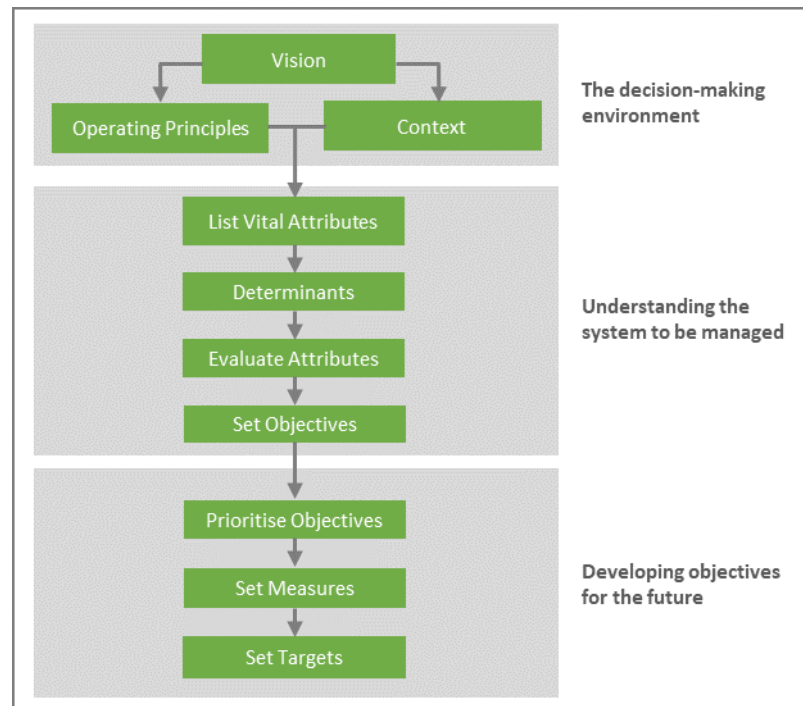 Vision
Operating Principles
Context
The decision-making
environment
List Vital Attributes
Determinants
Evaluate Attributes
Set Objectives
Understanding the
system to be managed
Prioritise Objectives
Set Measures
Set Targets
Developing objectives
for the future